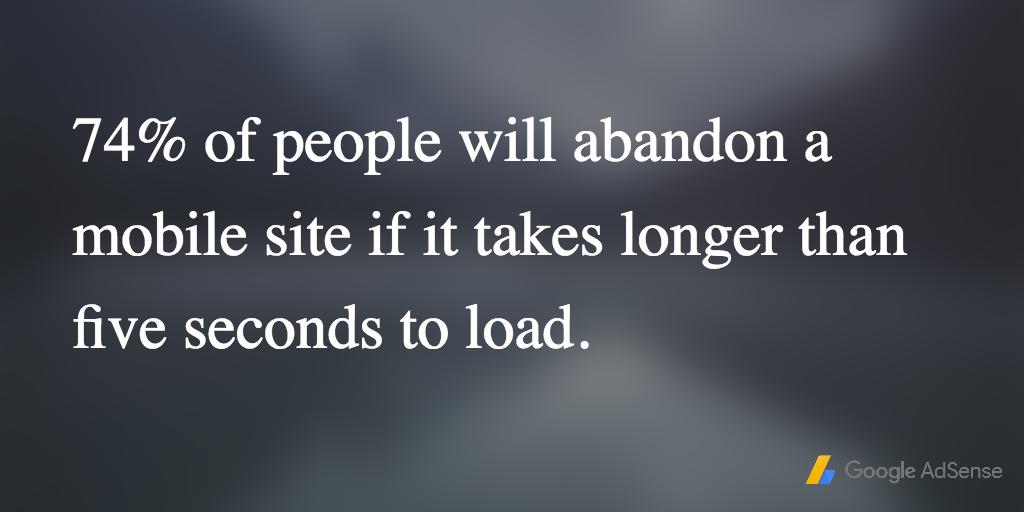 74% of people will abandon a
mobile site if it takes longer than
five seconds to load.
Google AdSense